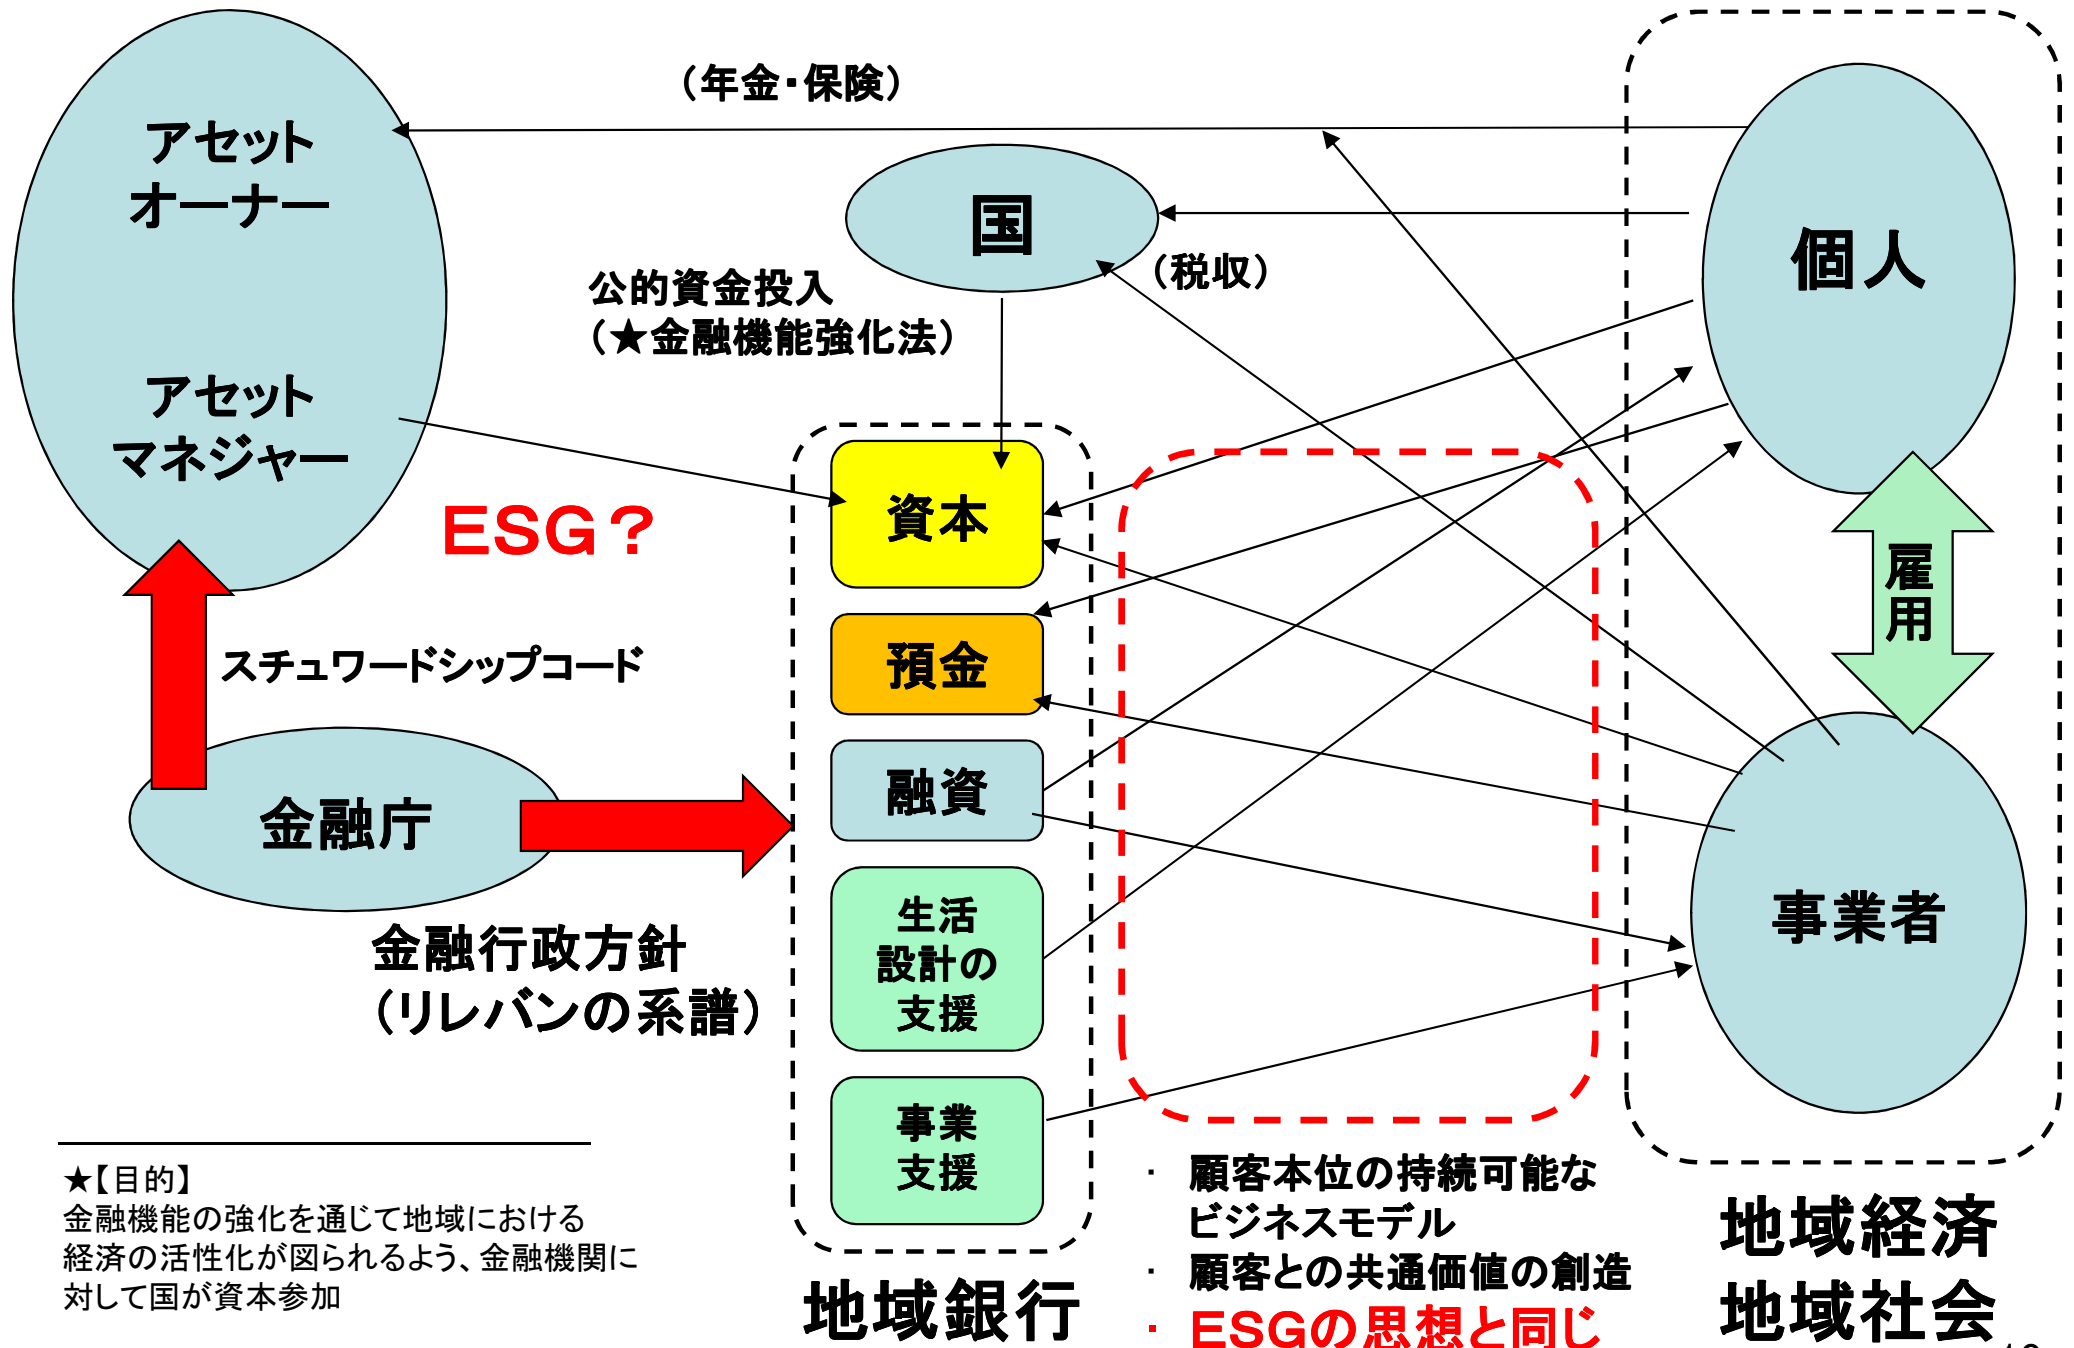 (年金・保険)
アセット
オーナー
国
個人
(税収)
公的資金投入
(★金融機能強化法)
アセット
マネジャー
ESG?
資本
雇用
スチュワードシップコード
預金
融資
金融庁
事業者
生活
設計の
支援
金融行政方針
(リレバンの系譜)
事業
支援
★【目的】
金融機能の強化を通じて地域における
経済の活性化が図られるよう、金融機関に
対して国が資本参加
地域銀行
・ 顧客本位の持続可能な
ビジネスモデル
・ 顧客との共通価値の創造
・ ESGの思想と同じ
地域経済
地域社会